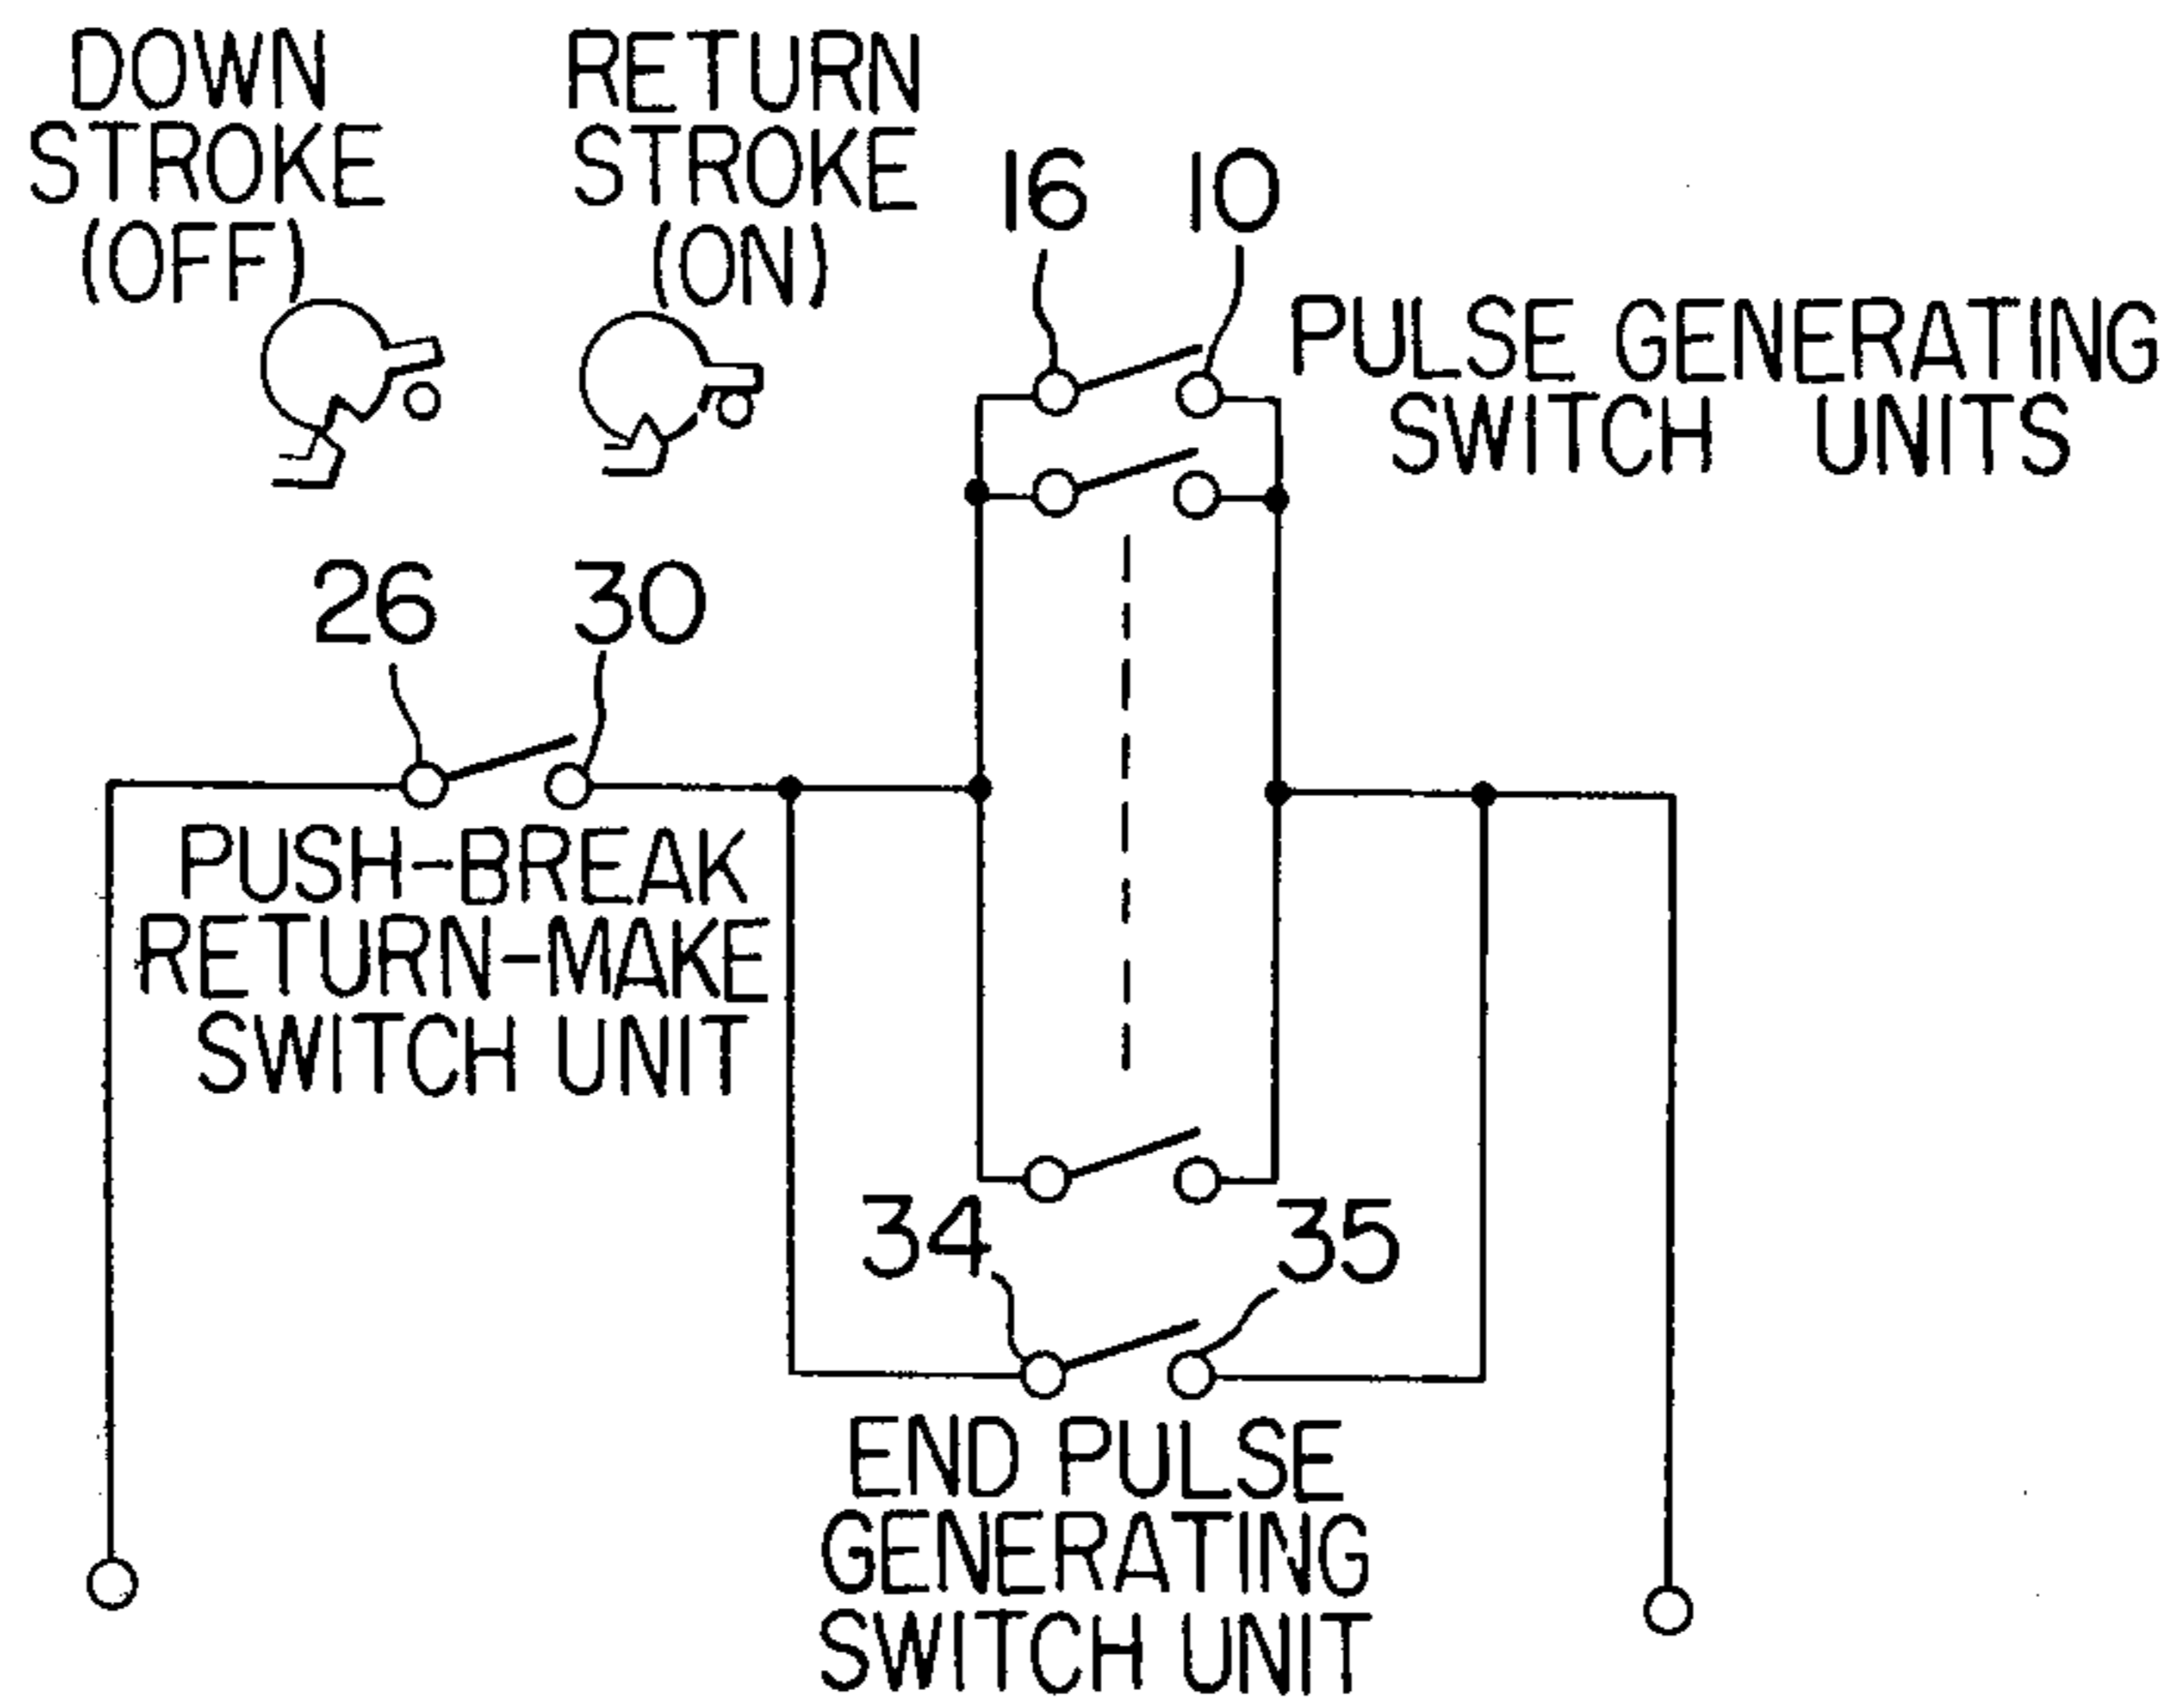 DOWN
STROKE
(OFF)
RETURN
STROKE
(ON)
16 10
PULSE GENERATING
SWITCH UNITS
26 30
PUSH-BREAK
RETURN-MAKE
SWITCH UNIT
34 35
END PULSE
GENERATING
SWITCH UNIT